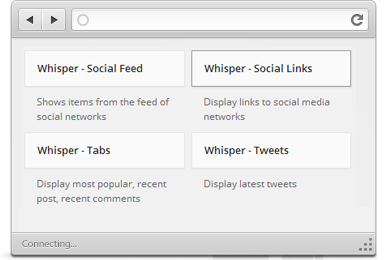 Whisper - Social Feed
Whisper - Social Links
Shows items from the feed of
social networks
Display links to social media
networks
Whisper - Tabs
Whisper - Tweets
Display most popular, recent
post, recent comments
Display latest tweets
Connecting...